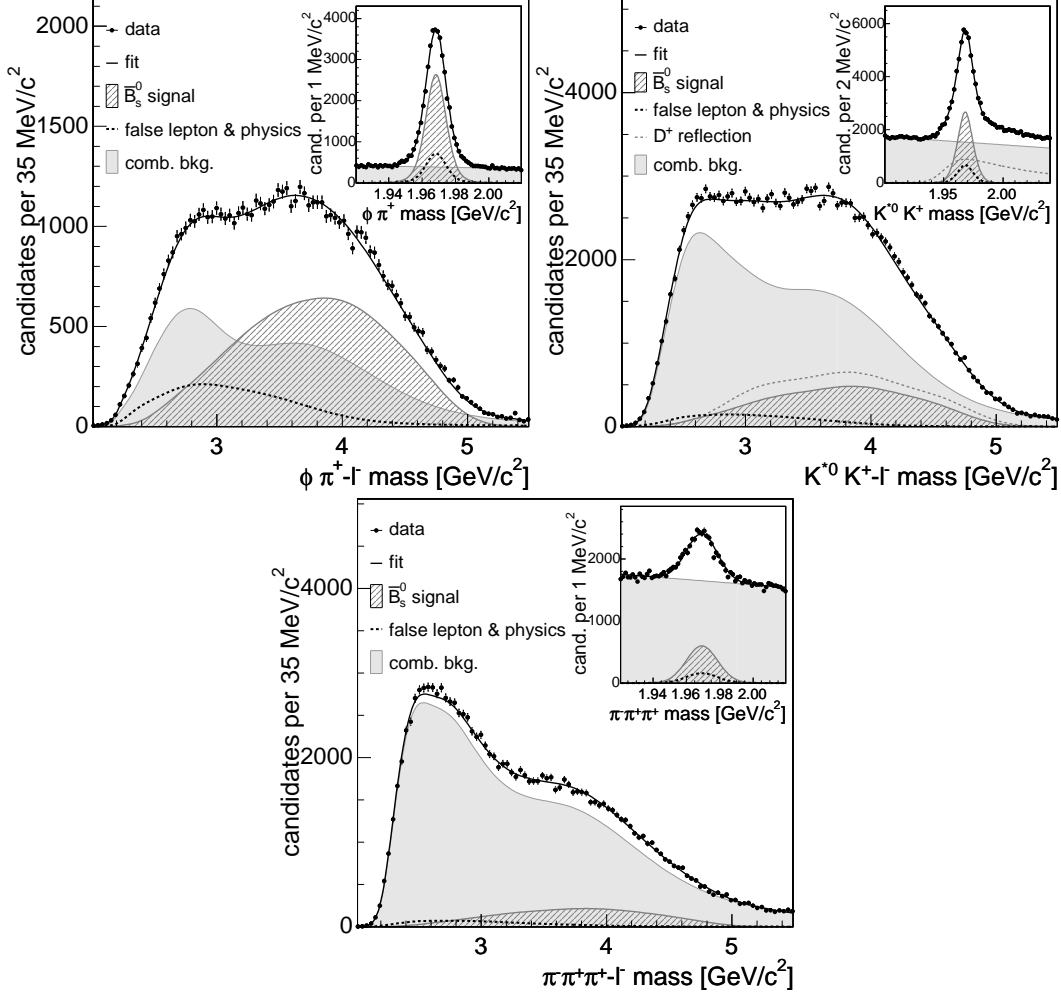 candidates per 35 MeV/c²
2000
1500
1000
500
0
3
4
5
ϕ π⁺-l⁻ mass [GeV/c²]
data
fit
B̅⁰ₛ signal
false lepton & physics
comb. bkg.
cand. per 1 MeV/c²
4000
3000
2000
1000
0
1.94
1.96
1.98
2.00
ϕ π⁺ mass [GeV/c²]
candidates per 35 MeV/c²
4000
2000
0
3
4
5
K*⁰ K⁺-l⁻ mass [GeV/c²]
data
fit
B̅⁰ₛ signal
false lepton & physics
D⁺ reflection
comb. bkg.
cand. per 2 MeV/c²
6000
4000
2000
0
1.95
2.00
K*⁰ K⁺ mass [GeV/c²]
candidates per 35 MeV/c²
4000
2000
0
3
4
5
π⁻π⁺π⁺-l⁻ mass [GeV/c²]
data
fit
B̅⁰ₛ signal
false lepton & physics
comb. bkg.
cand. per 1 MeV/c²
2000
1000
0
1.94
1.96
1.98
2.00
π⁻π⁺π⁺ mass [GeV/c²]